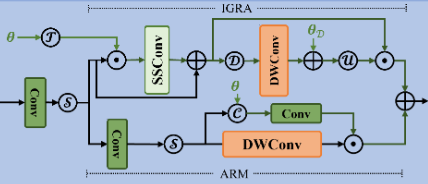 IGRA
θ
𝒯
SSConv
𝒟
DWConv
θ𝒟
𝒰
Conv
𝒮
θ
𝒞
Conv
Conv
𝒮
DWConv
ARM